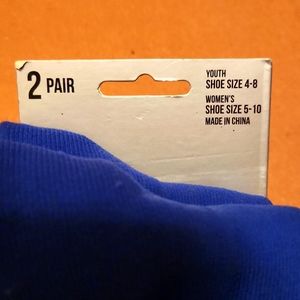 2 PAIR
YOUTH
SHOE SIZE 4-8
WOMEN'S
SHOE SIZE 5-10
MADE IN CHINA